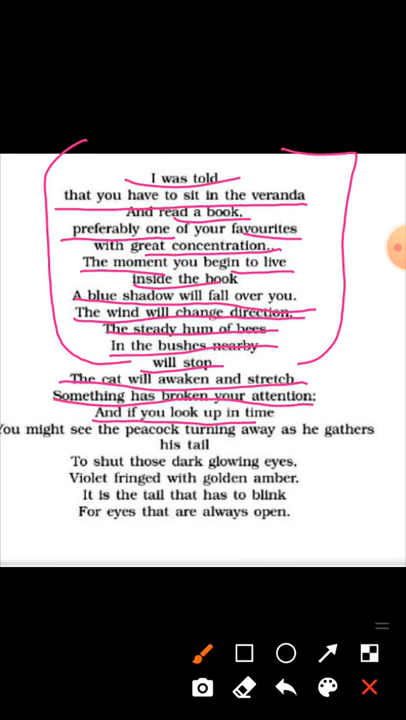 I was told
that you have to sit in the veranda
And read a book,
preferably one of your favourites
with great concentration..
The moment you begin to live
inside the book
A blue shadow will fall over you.
The wind will change direction,
The steady hum of bees
In the bushes nearby
will stop
The cat will awaken and stretch
Something has broken your attention;
And if you look up in time
You might see the peacock turning away as he gathers
his tail
To shut those dark glowing eyes,
Violet fringed with golden amber.
It is the tail that has to blink
For eyes that are always open.